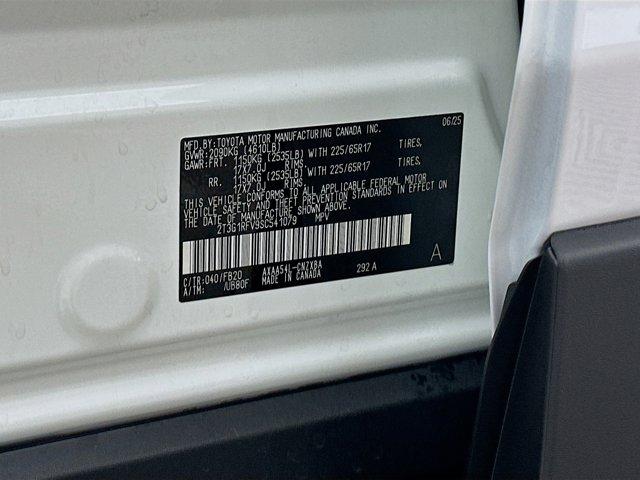 MFD.BY:TOYOTA MOTOR MANUFACTURING CANADA INC. 06/25
GVWR:2090KG (4610LB)
GAWR:FRT. 1150KG (2535LB) WITH 225/65R17 TIRES,
17X7.0J RIMS,
RR. 1150KG (2535LB) WITH 225/65R17 TIRES,
17X7.0J RIMS.
THIS VEHICLE CONFORMS TO ALL APPLICABLE FEDERAL MOTOR
VEHICLE SAFETY AND THEFT PREVENTION STANDARDS IN EFFECT ON
THE DATE OF MANUFACTURE SHOWN ABOVE.
2T3G1RFV9SC541079 MPV
C/TR:040/FB20 AXAA54L-CNZXBA 292 A A
A/TM: /UB80F MADE IN CANADA